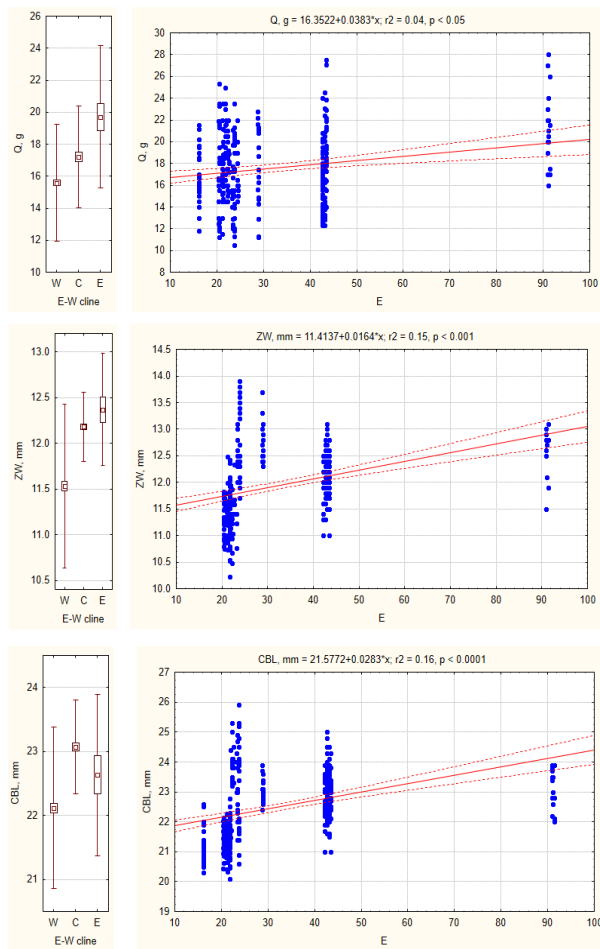 Q, g = 16.3522+0.0383*x; r2 = 0.04, p < 0.05
26
24
22
20
18
16
14
12
10
Q, g
W C E
E-W cline
30
28
26
24
22
20
18
16
14
12
10
8
Q, g
10 20 30 40 50 60 70 80 90 100
E
ZW, mm = 11.4137+0.0164*x; r2 = 0.15, p < 0.001
13.0
12.5
12.0
11.5
11.0
10.5
ZW, mm
W C E
E-W cline
14.5
14.0
13.5
13.0
12.5
12.0
11.5
11.0
10.5
10.0
ZW, mm
10 20 30 40 50 60 70 80 90 100
E
CBL, mm = 21.5772+0.0283*x; r2 = 0.16, p < 0.0001
24
23
22
21
CBL, mm
W C E
E-W cline
27
26
25
24
23
22
21
20
19
CBL, mm
10 20 30 40 50 60 70 80 90 100
E